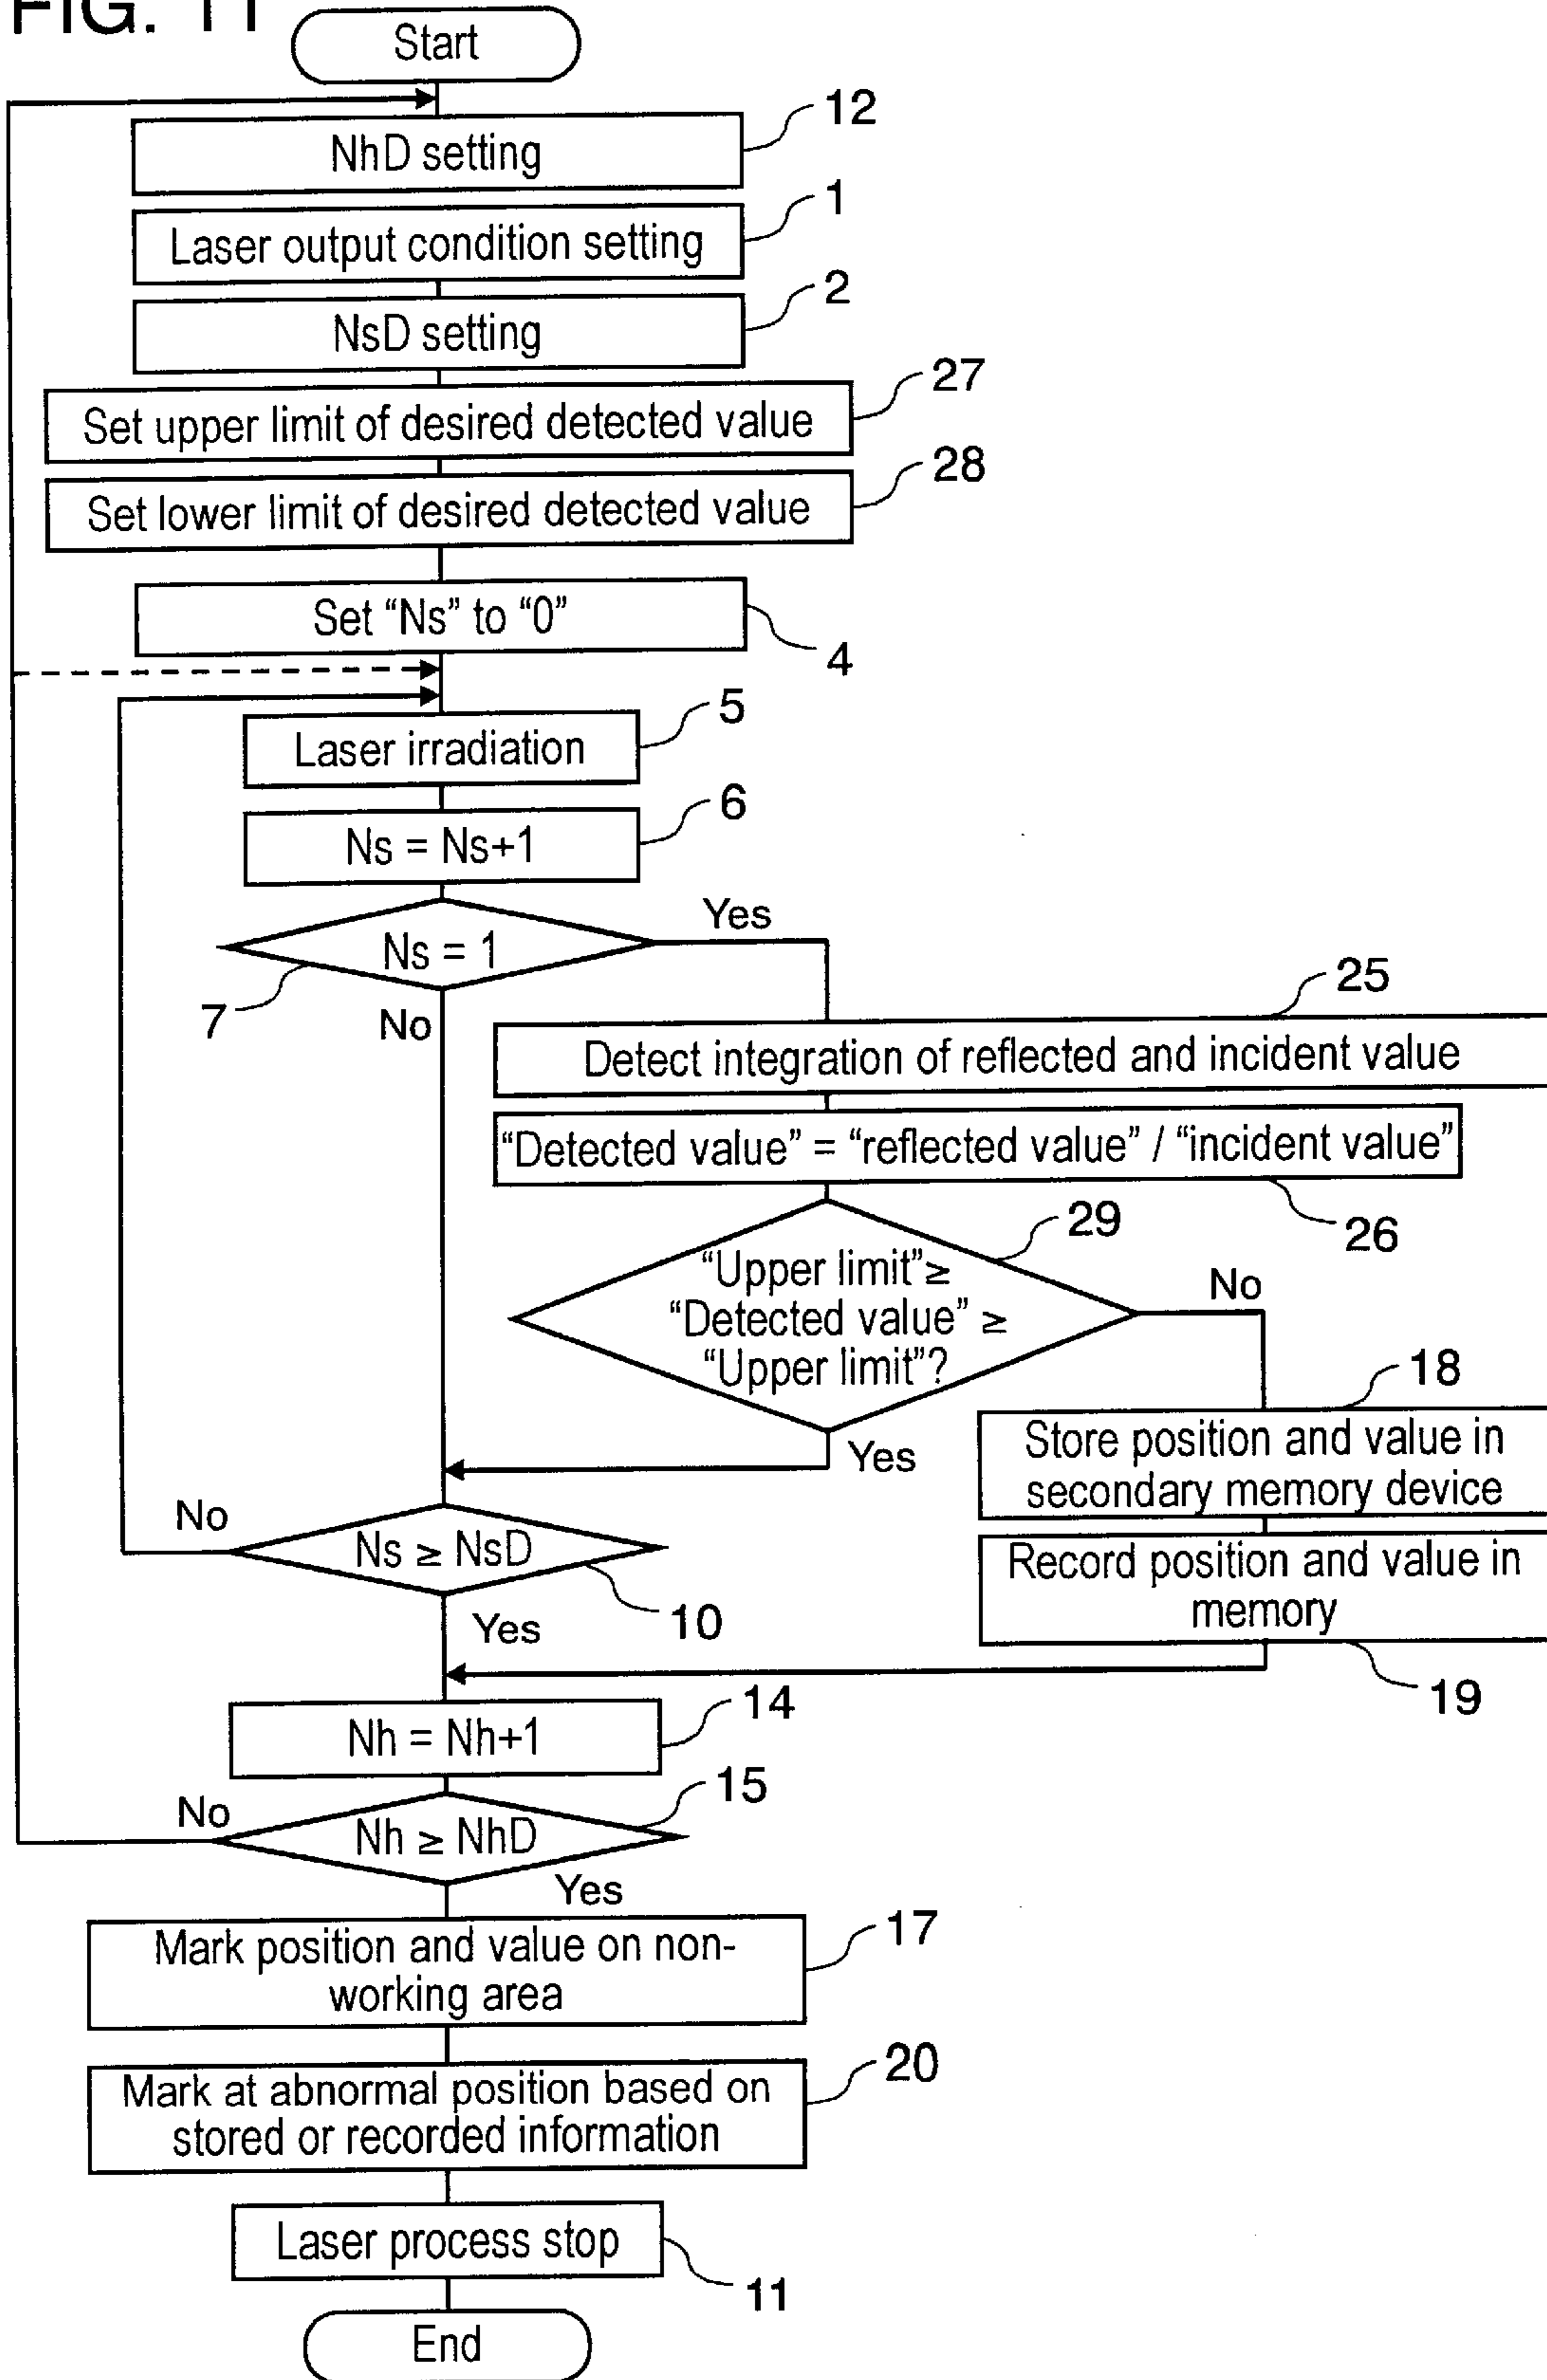 FIG. 11
Start
12
NhD setting
1
Laser output condition setting
2
NsD setting
27
Set upper limit of desired detected value
28
Set lower limit of desired detected value
Set “Ns” to “0”
4
5
Laser irradiation
6
Ns = Ns+1
Yes
Ns = 1
7
No
25
Detect integration of reflected and incident value
“Detected value” = “reflected value” / “incident value”
26
29
“Upper limit”≥
“Detected value” ≥
“Upper limit”?
No
Yes
18
Store position and value in
secondary memory device
Record position and value in
memory
19
No
Ns ≥ NsD
10
Yes
14
Nh = Nh+1
15
No
Nh ≥ NhD
Yes
17
Mark position and value on non-
working area
20
Mark at abnormal position based on
stored or recorded information
Laser process stop
11
End